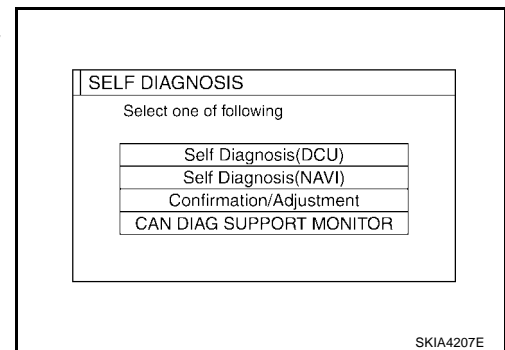 SELF DIAGNOSIS
Select one of following
Self Diagnosis(DCU)
Self Diagnosis(NAVI)
Confirmation/Adjustment
CAN DIAG SUPPORT MONITOR
SKIA4207E